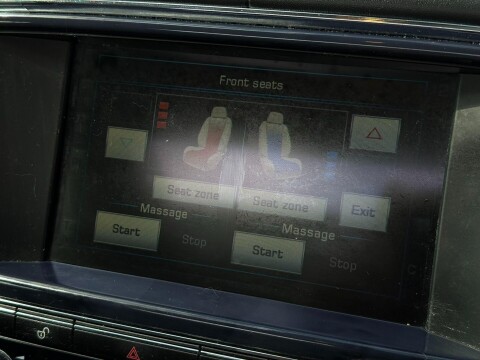 Front seats
Seat zone
Seat zone
Exit
Massage
Massage
Start
Stop
Start
Stop